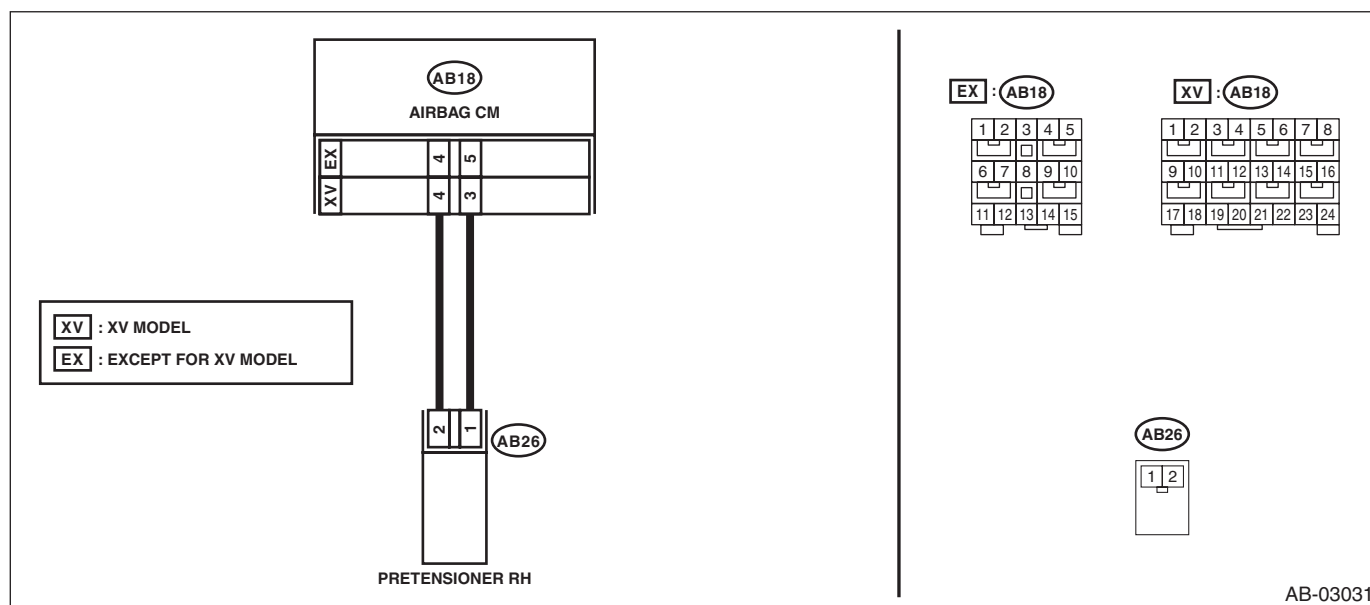 AB18
AIRBAG CM
EX 4 5
XV 4 3
XV : XV MODEL
EX : EXCEPT FOR XV MODEL
2 1
AB26
PRETENSIONER RH
EX : AB18
1 2 3 4 5
6 7 8 9 10
11 12 13 14 15
XV : AB18
1 2 3 4 5 6 7 8
9 10 11 12 13 14 15 16
17 18 19 20 21 22 23 24
AB26
1 2
AB-03031